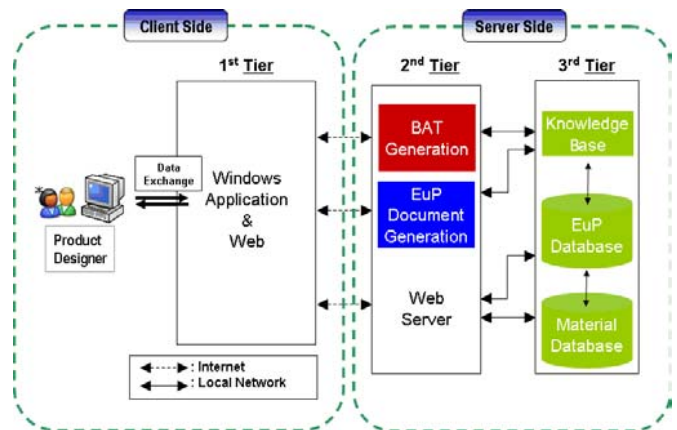 Client Side
Server Side
1st Tier
2nd Tier
3rd Tier
BAT
Generation
Knowledge
Base
Data
Exchange
Windows
Application
&
Web
EuP
Document
Generation
Product
Designer
EuP
Database
Web
Server
Material
Database
: Internet
: Local Network